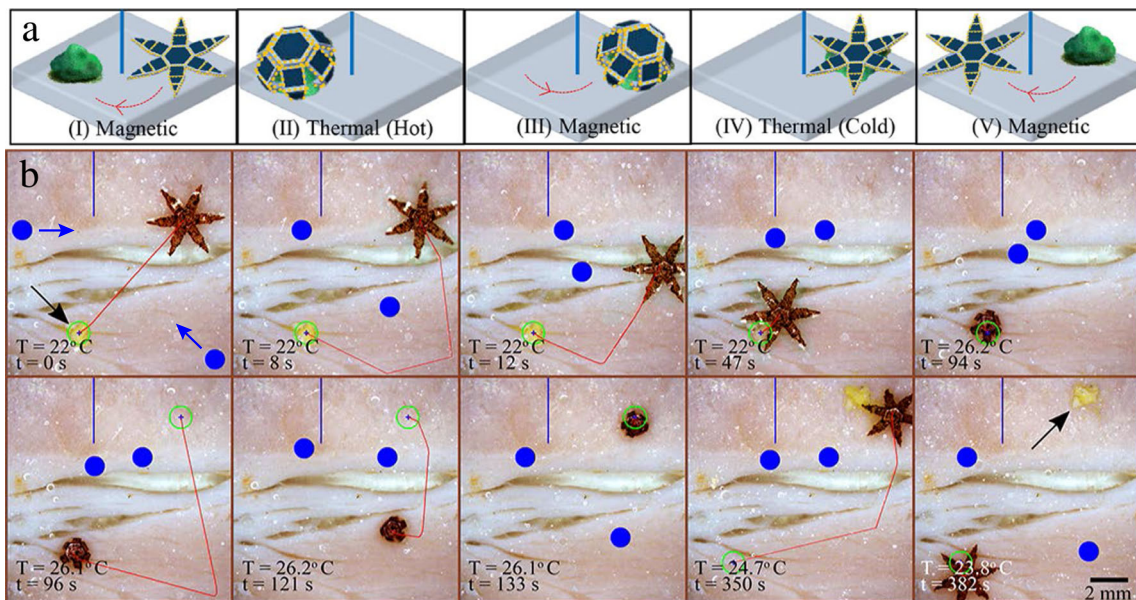 a
(I) Magnetic
(II) Thermal (Hot)
(III) Magnetic
(IV) Thermal (Cold)
(V) Magnetic
b
T = 22° C
t = 0 s
T = 22° C
t = 8 s
T = 22° C
t = 12 s
T = 22° C
t = 47 s
T = 26.2° C
t = 94 s
T = 26.1° C
t = 96 s
T = 26.2° C
t = 121 s
T = 26.1° C
t = 133 s
T = 24.7° C
t = 350 s
T = 23.8° C
t = 382 s
2 mm